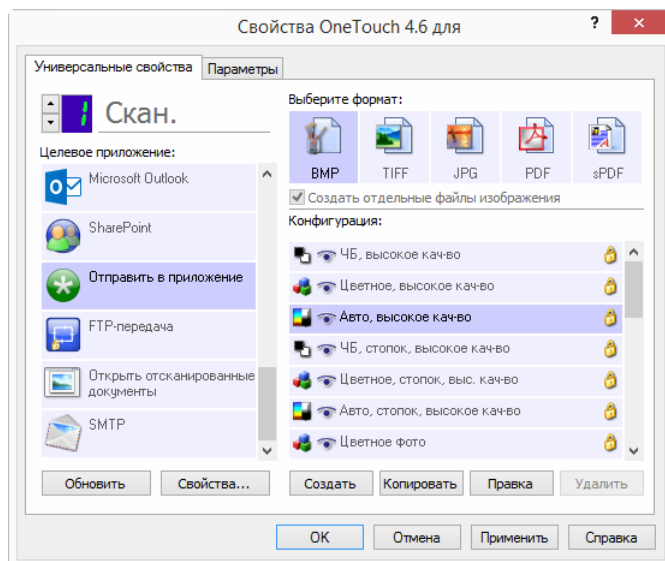 Свойства OneTouch 4.6 для
?
×
Универсальные свойства
Параметры
1
Скан.
Целевое приложение:
Microsoft Outlook
SharePoint
Отправить в приложение
FTP-передача
Открыть отсканированные
документы
SMTP
Обновить
Свойства...
Выберите формат:
BMP
TIFF
JPG
PDF
sPDF
Создать отдельные файлы изображения
Конфигурация:
ЧБ, высокое кач-во
Цветное, высокое кач-во
Авто, высокое кач-во
ЧБ, стопок, высокое кач-во
Цветное, стопок, выс. кач-во
Авто, стопок, высокое кач-во
Цветное фото
Создать
Копировать
Правка
Удалить
OK
Отмена
Применить
Справка